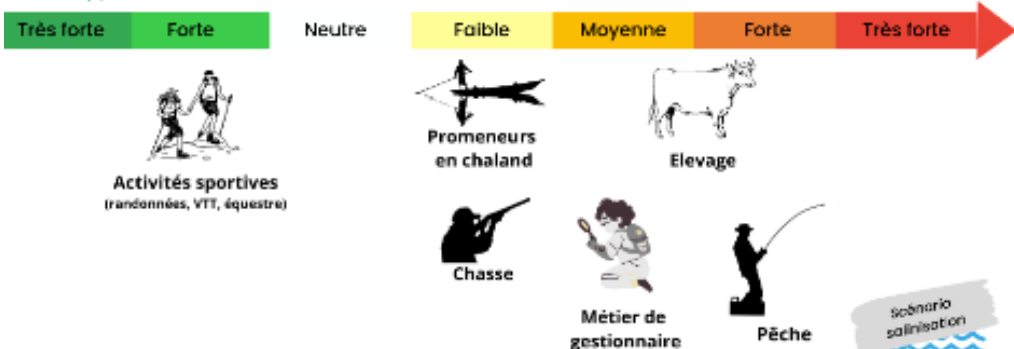 Très forte Forte Neutre Faible Moyenne Forte Très forte
Promeneurs
en chaland
Elevage
Activités sportives
(randonnées, VTT, équestre)
Chasse
Métier de
gestionnaire
Pêche
Scénario
salinisation